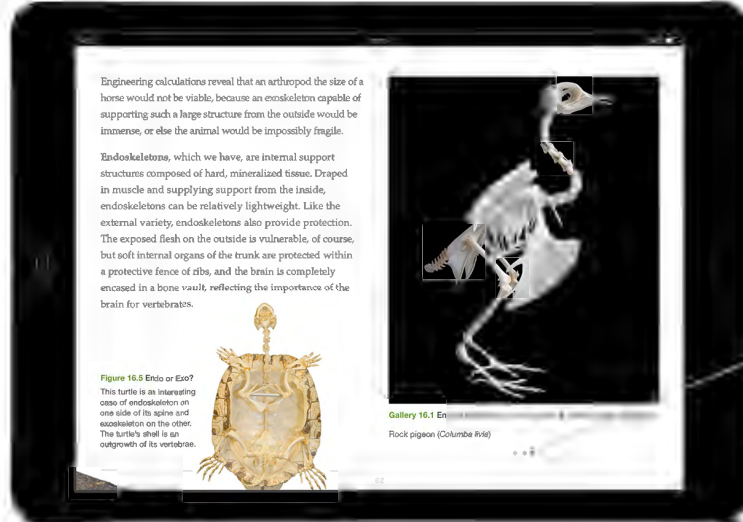 Engineering calculations reveal that an arthropod the size of a
horse would not be viable, because an exoskeleton capable of
supporting such a large structure from the outside would be
immense, or else the animal would be impossibly fragile.
Endoskeletons, which we have, are internal support
structures composed of hard, mineralized tissue. Draped
in muscle and supplying support from the inside,
endoskeletons can be relatively lightweight. Like the
external variety, endoskeletons also provide protection.
The exposed flesh on the outside is vulnerable, of course,
but soft internal organs of the trunk are protected within
a protective fence of ribs, and the brain is completely
encased in a bone vault, reflecting the importance of the
brain for vertebrates.
Figure 16.5 Endo or Exo?
This turtle is an interesting
case of endoskeleton on
one side of its spine and
exoskeleton on the other.
The turtle's shell is an
outgrowth of its vertebrae.
Gallery 16.1
Rock pigeon (Columba livia)